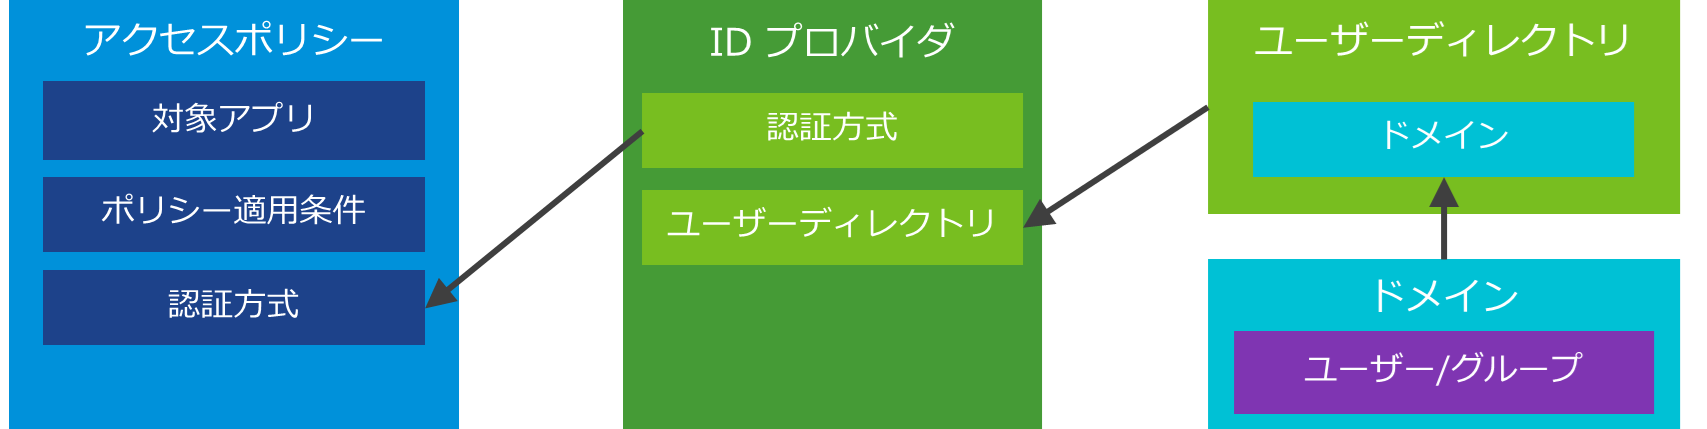 アクセスポリシー
対象アプリ
ポリシー適用条件
認証方式
ID プロバイダ
認証方式
ユーザーディレクトリ
ユーザーディレクトリ
ドメイン
ドメイン
ユーザー/グループ